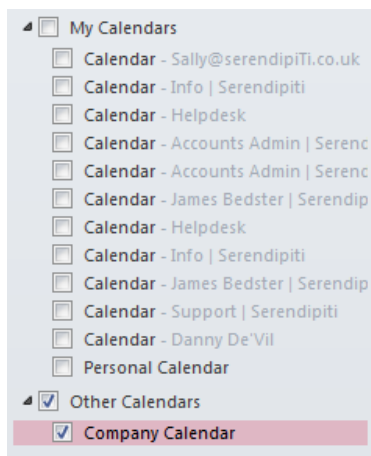 My Calendars
Calendar - Sally@serendipiTi.co.uk
Calendar - Info | Serendipiti
Calendar - Helpdesk
Calendar - Accounts Admin | Serenc
Calendar - Accounts Admin | Serenc
Calendar - James Bedster | Serendip
Calendar - Helpdesk
Calendar - Info | Serendipiti
Calendar - James Bedster | Serendip
Calendar - Support | Serendipiti
Calendar - Danny De'Vil
Personal Calendar
Other Calendars
Company Calendar